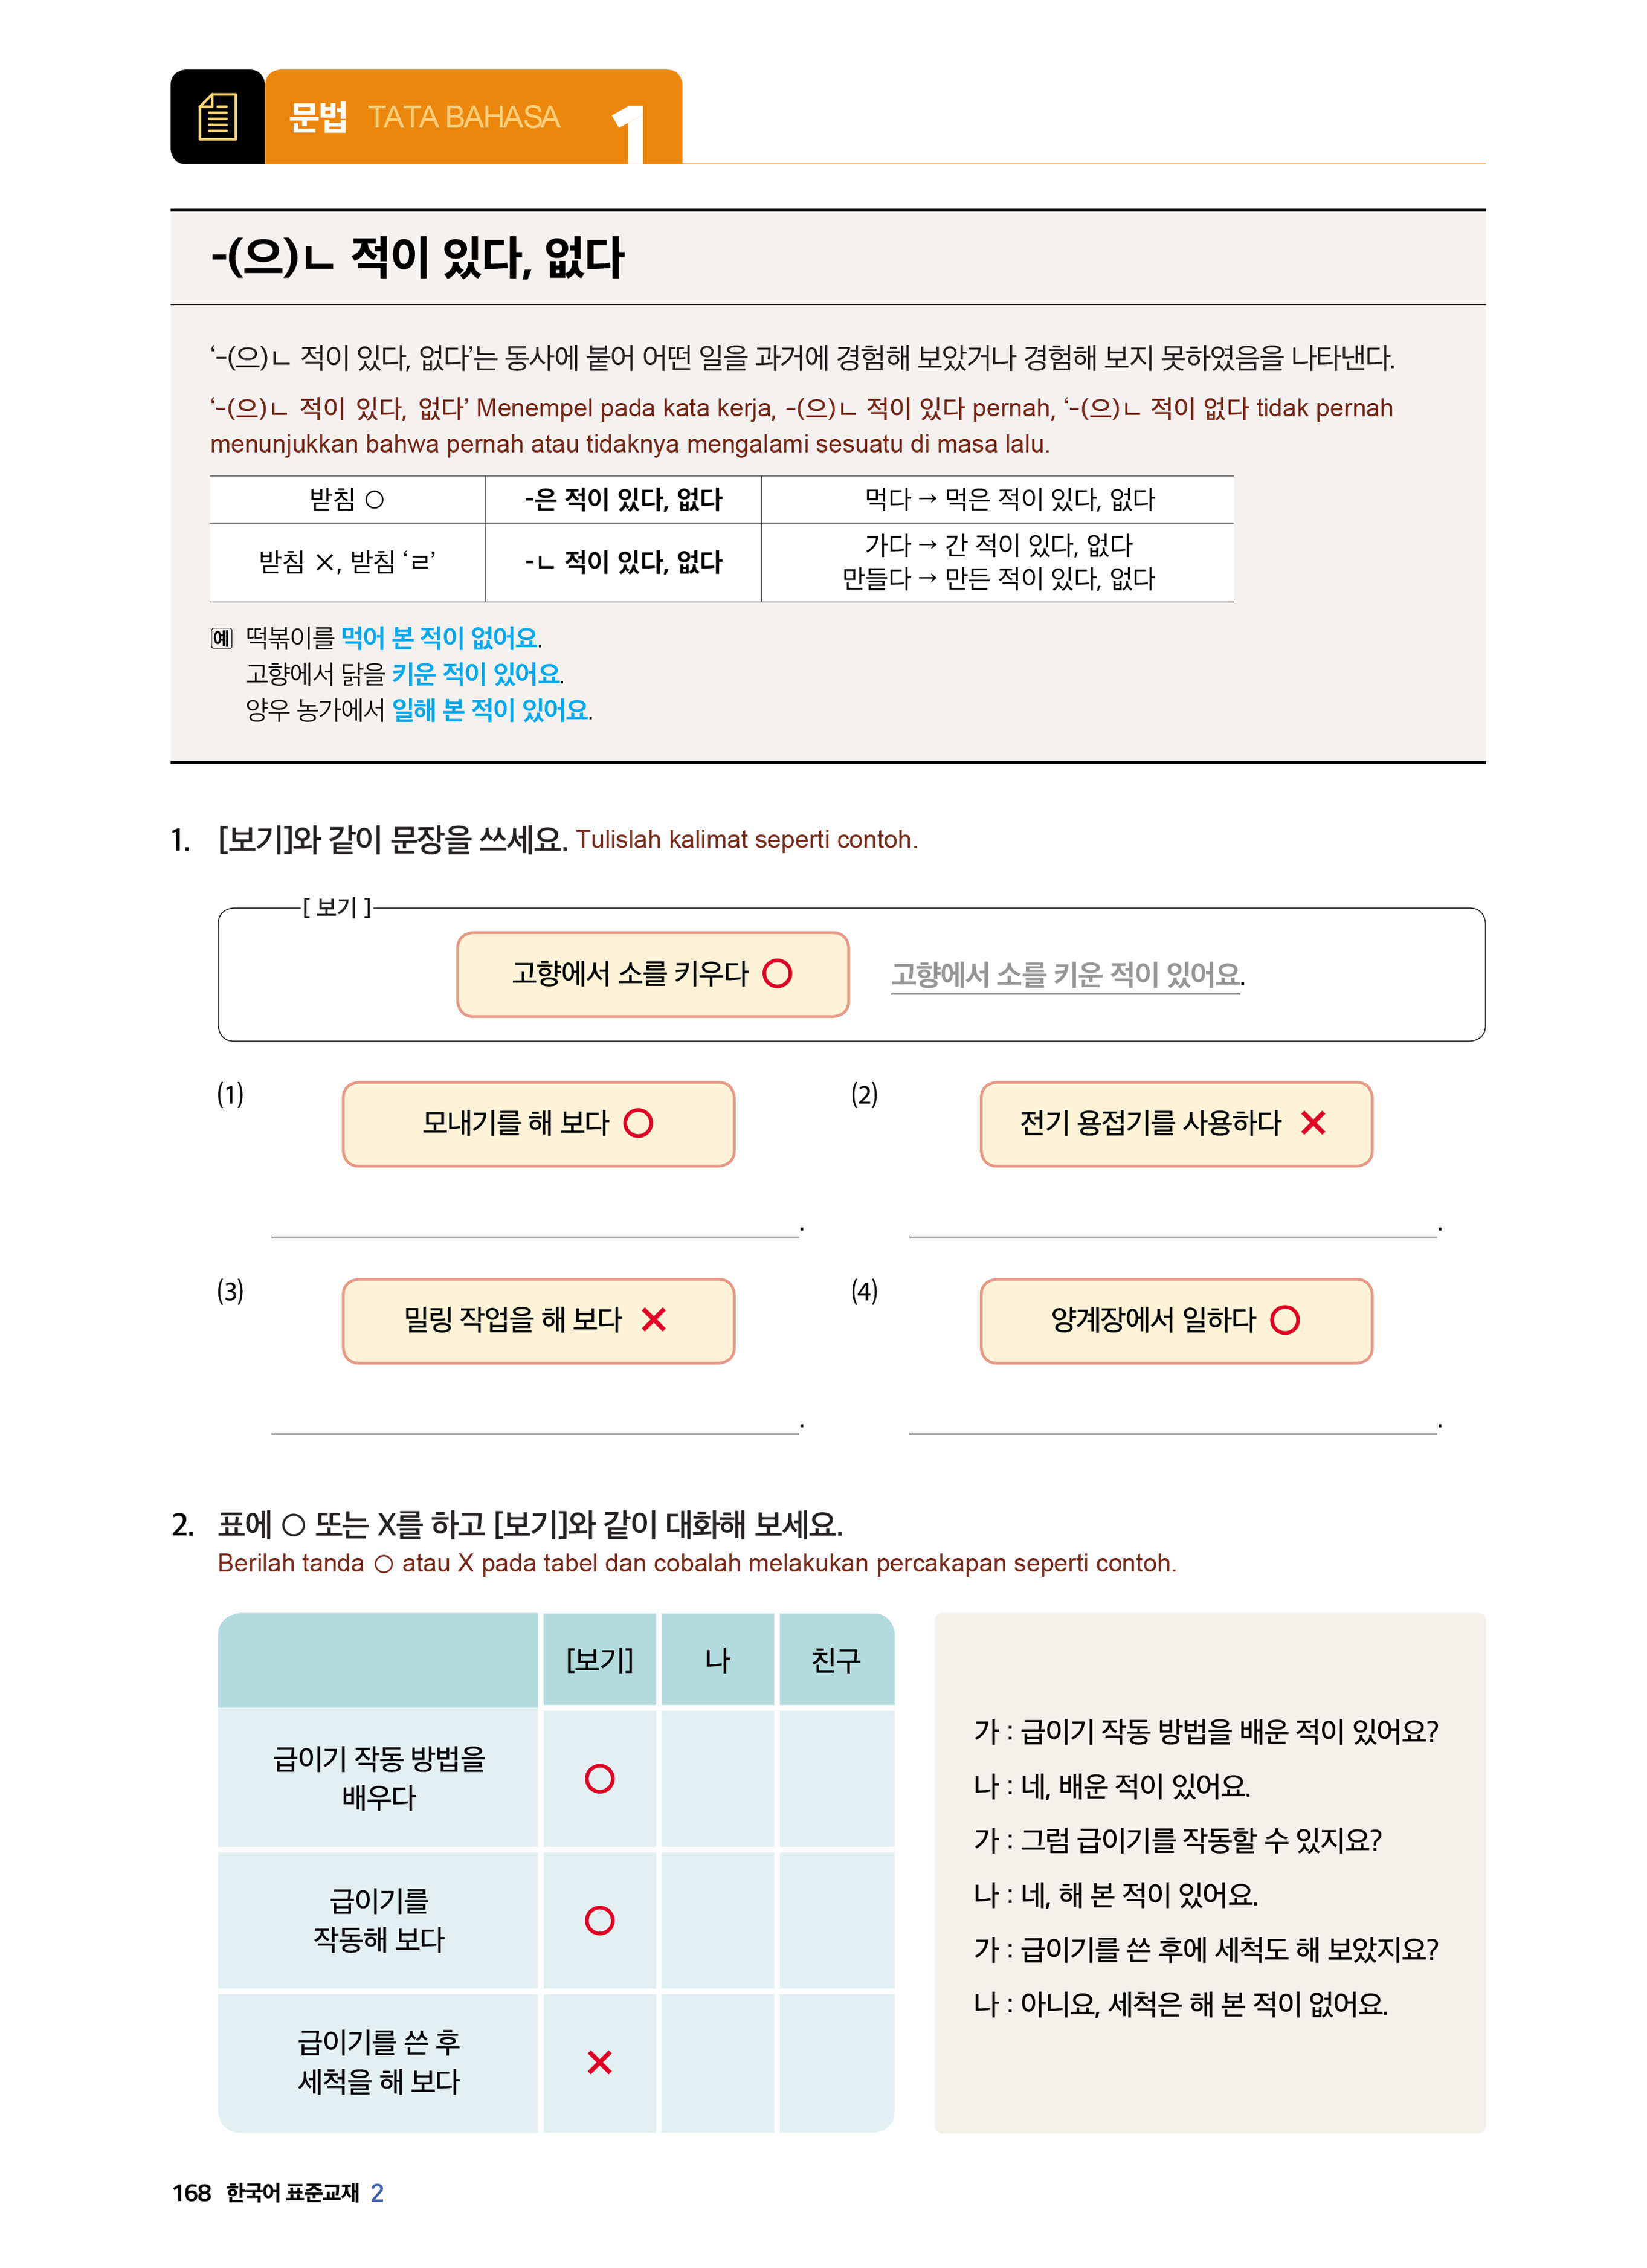 문법 TATA BAHASA 1
-(으)ㄴ 적이 있다, 없다
‘-(으)ㄴ 적이 있다, 없다’는 동사에 붙어 어떤 일을 과거에 경험해 보았거나 경험해 보지 못하였음을 나타낸다.
‘-(으)ㄴ 적이 있다, 없다’ Menempel pada kata kerja, -(으)ㄴ 적이 있다 pernah, ‘-(으)ㄴ 적이 없다 tidak pernah
menunjukkan bahwa pernah atau tidaknya mengalami sesuatu di masa lalu.
받침 ○ -은 적이 있다, 없다 먹다 → 먹은 적이 있다, 없다
받침 ×, 받침 ‘ㄹ’ -ㄴ 적이 있다, 없다 가다 → 간 적이 있다, 없다
만들다 → 만든 적이 있다, 없다
예 떡볶이를 먹어 본 적이 없어요.
고향에서 닭을 키운 적이 있어요.
양우 농가에서 일해 본 적이 있어요.
1. [보기]와 같이 문장을 쓰세요. Tulislah kalimat seperti contoh.
[ 보기 ]
고향에서 소를 키우다 ○ 고향에서 소를 키운 적이 있어요.
(1) 모내기를 해 보다 ○
(2) 전기 용접기를 사용하다 ×
(3) 밀링 작업을 해 보다 ×
(4) 양계장에서 일하다 ○
2. 표에 ○ 또는 X를 하고 [보기]와 같이 대화해 보세요.
Berilah tanda ○ atau X pada tabel dan cobalah melakukan percakapan seperti contoh.
[보기] 나 친구
급이기 작동 방법을
배우다 ○
급이기를
작동해 보다 ○
급이기를 쓴 후
세척을 해 보다 ×
가 : 급이기 작동 방법을 배운 적이 있어요?
나 : 네, 배운 적이 있어요.
가 : 그럼 급이기를 작동할 수 있지요?
나 : 네, 해 본 적이 있어요.
가 : 급이기를 쓴 후에 세척도 해 보았지요?
나 : 아니요, 세척은 해 본 적이 없어요.
168 한국어 표준교재 2